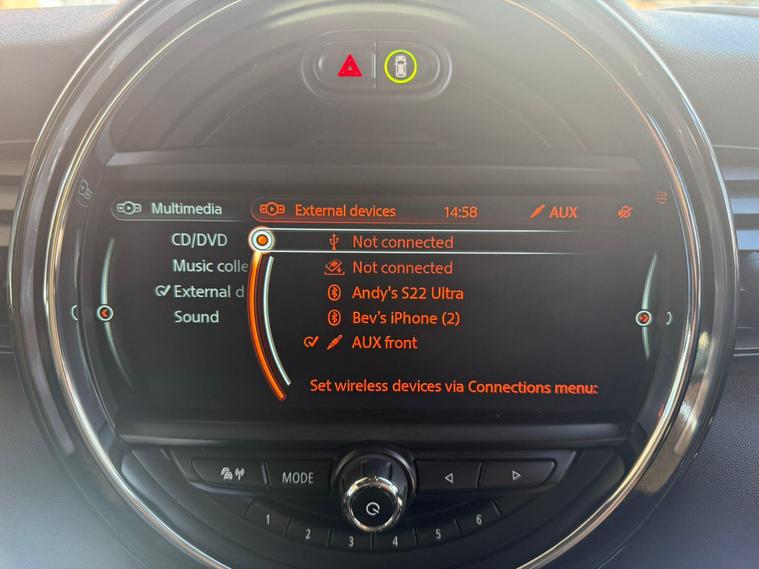 Multimedia
External devices 14:58 AUX
CD/DVD
Music colle
External d
Sound
Not connected
Not connected
Andy's S22 Ultra
Bev's iPhone (2)
AUX front
Set wireless devices via Connections menu:
MODE
1 2 3 4 5 6